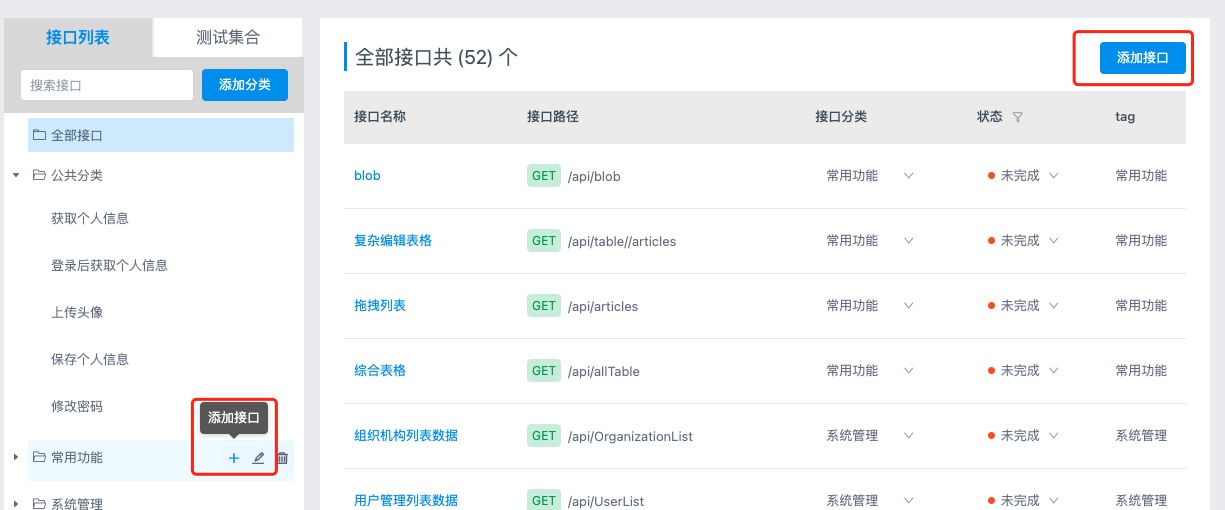 接口列表
测试集合
搜索接口
添加分类
全部接口
公共分类
获取个人信息
登录后获取个人信息
上传头像
保存个人信息
修改密码
添加接口
常用功能
系统管理
全部接口共 (52) 个
添加接口
接口名称 接口路径 接口分类 状态 tag
blob GET /api/blob 常用功能 未完成 常用功能
复杂编辑表格 GET /api/table//articles 常用功能 未完成 常用功能
拖拽列表 GET /api/articles 常用功能 未完成 常用功能
综合表格 GET /api/allTable 常用功能 未完成 常用功能
组织机构列表数据 GET /api/OrganizationList 系统管理 未完成 系统管理
用户管理列表数据 GET /api/UserList 系统管理 未完成 系统管理